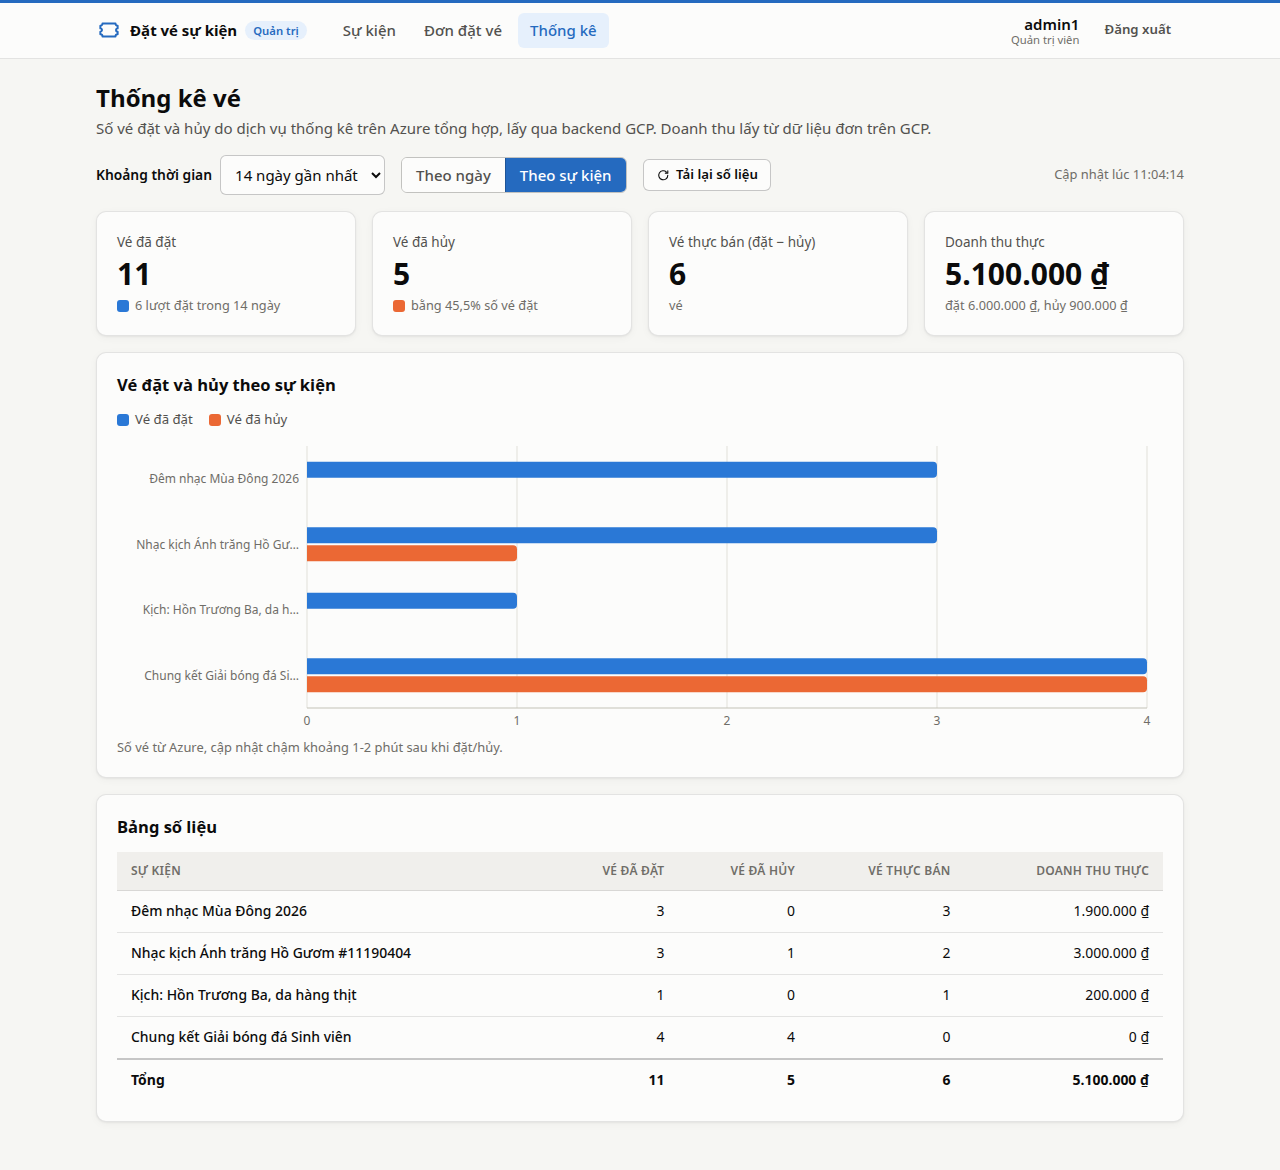 Đặt vé sự kiện Quản trị Sự kiện Đơn đặt vé Thống kê admin1 Đăng xuất
Quản trị viên
Thống kê vé
Số vé đặt và hủy do dịch vụ thống kê trên Azure tổng hợp, lấy qua backend GCP. Doanh thu lấy từ dữ liệu đơn trên GCP.
Khoảng thời gian 14 ngày gần nhất Theo ngày Theo sự kiện Tải lại số liệu Cập nhật lúc 11:04:14
Vé đã đặt
11
6 lượt đặt trong 14 ngày
Vé đã hủy
5
bằng 45,5% số vé đặt
Vé thực bán (đặt − hủy)
6
vé
Doanh thu thực
5.100.000 ₫
đặt 6.000.000 ₫, hủy 900.000 ₫
Vé đặt và hủy theo sự kiện
Vé đã đặt Vé đã hủy
Đêm nhạc Mùa Đông 2026
Nhạc kịch Ánh trăng Hồ Gư...
Kịch: Hồn Trương Ba, da h...
Chung kết Giải bóng đá Si...
0 1 2 3 4
Số vé từ Azure, cập nhật chậm khoảng 1-2 phút sau khi đặt/hủy.
Bảng số liệu
SỰ KIỆN VÉ ĐÃ ĐẶT VÉ ĐÃ HỦY VÉ THỰC BÁN DOANH THU THỰC
Đêm nhạc Mùa Đông 2026 3 0 3 1.900.000 ₫
Nhạc kịch Ánh trăng Hồ Gươm #11190404 3 1 2 3.000.000 ₫
Kịch: Hồn Trương Ba, da hàng thịt 1 0 1 200.000 ₫
Chung kết Giải bóng đá Sinh viên 4 4 0 0 ₫
Tổng 11 5 6 5.100.000 ₫